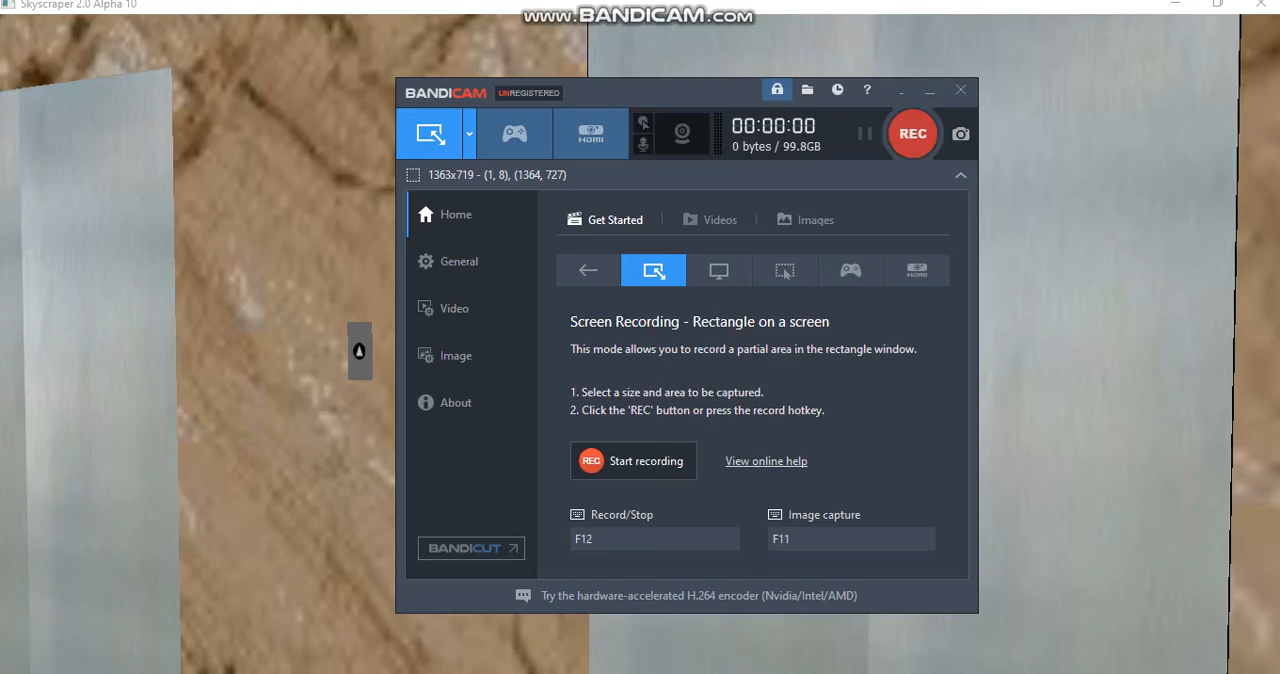 Skyscraper 2.0 Alpha 10
www.BANDICAM.com
BANDICAM UNREGISTERED
?
HDMI
00:00:00
0 bytes / 99.8GB
REC
1363x719 - (1, 8), (1364, 727)
Home
General
Video
Image
About
BANDICUT
Get Started
Videos
Images
HDMI
Screen Recording - Rectangle on a screen
This mode allows you to record a partial area in the rectangle window.
1. Select a size and area to be captured.
2. Click the 'REC' button or press the record hotkey.
REC Start recording
View online help
Record/Stop
Image capture
F12
F11
Try the hardware-accelerated H.264 encoder (Nvidia/Intel/AMD)